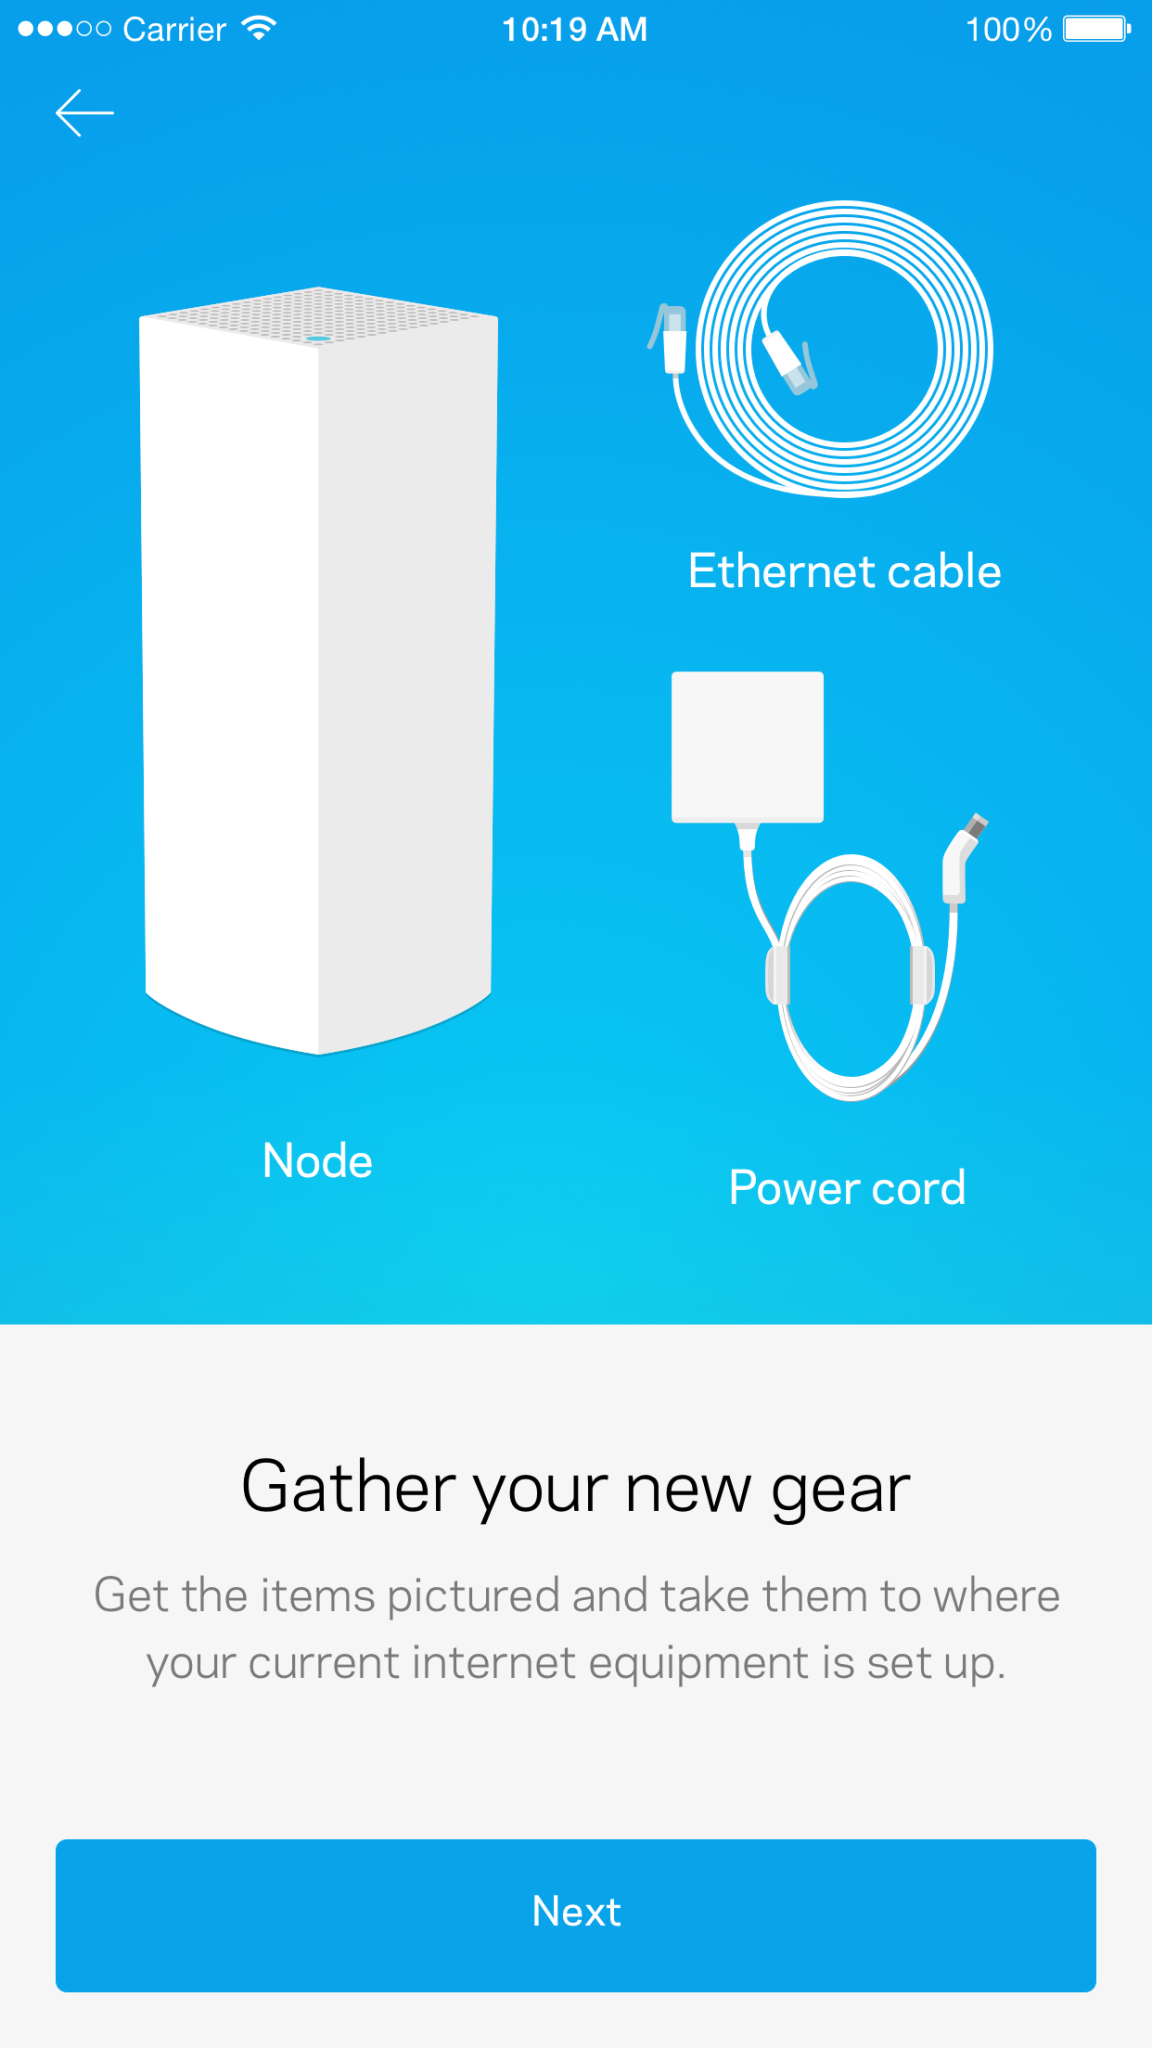 Carrier 10:19 AM 100%
Ethernet cable
Node
Power cord
Gather your new gear
Get the items pictured and take them to where
your current internet equipment is set up.
Next